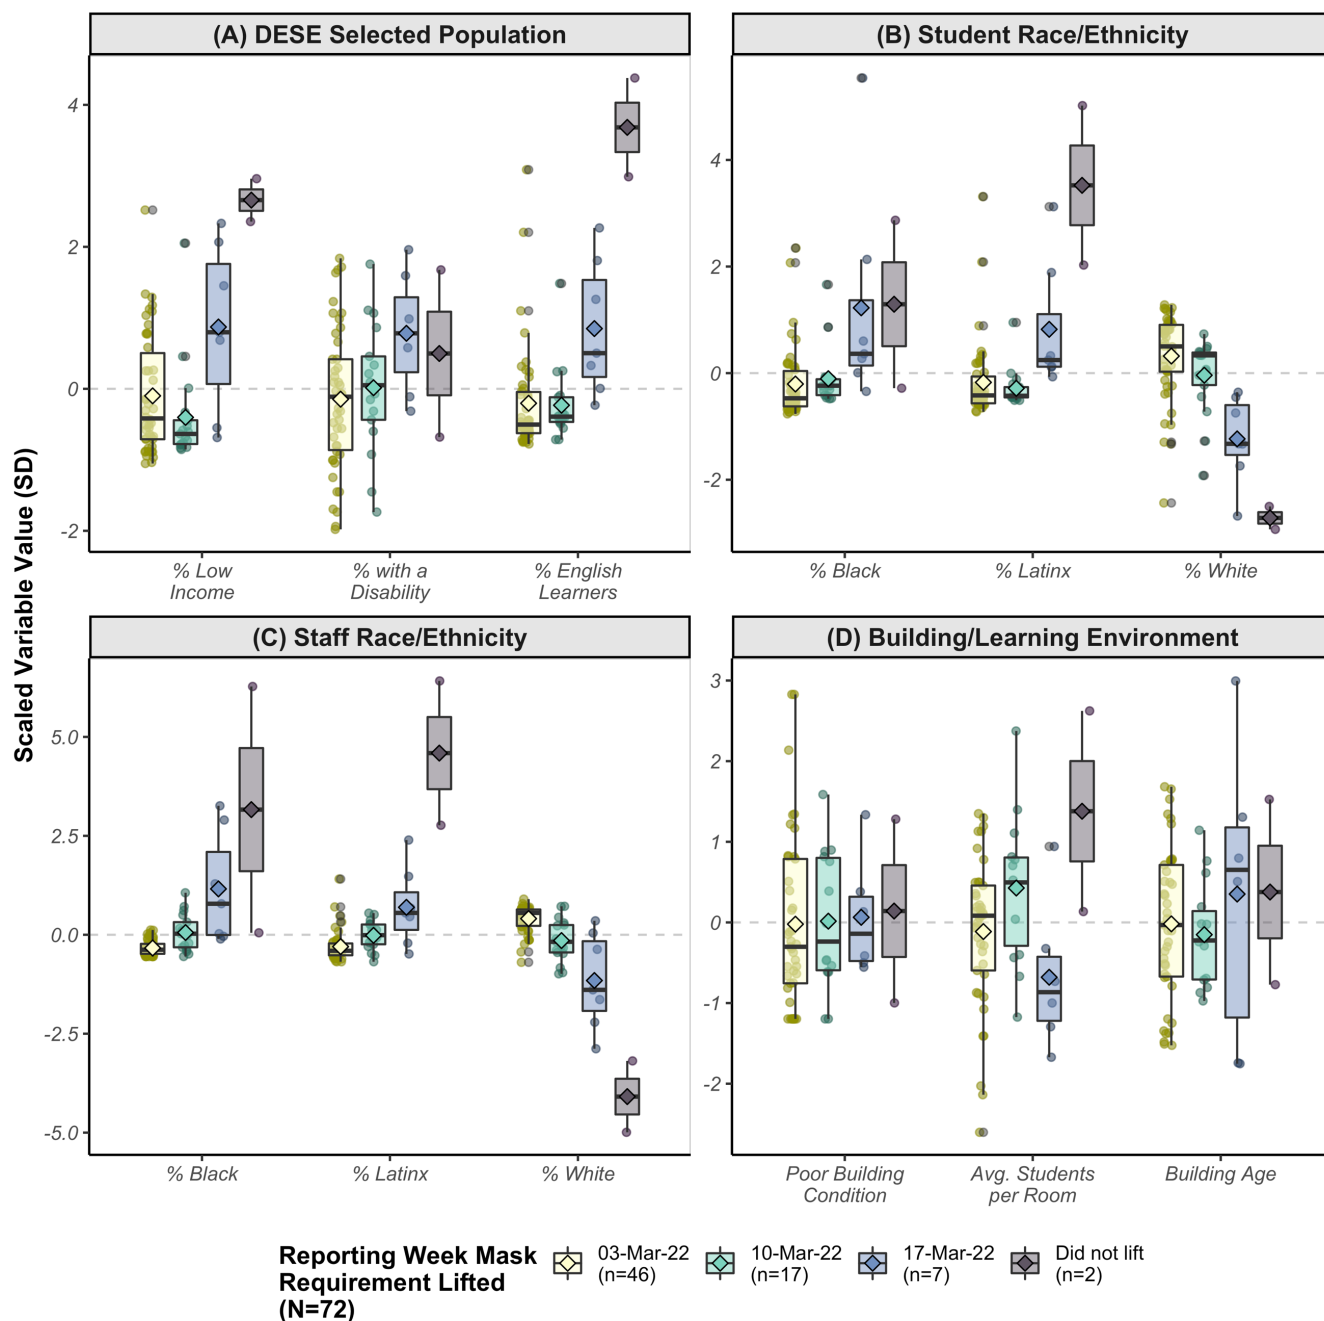 (A) DESE Selected Population
(B) Student Race/Ethnicity
Scaled Variable Value (SD)
4
2
0
-2
% Low
Income
% with a
Disability
% English
Learners
4
2
0
-2
% Black
% Latinx
% White
(C) Staff Race/Ethnicity
(D) Building/Learning Environment
5.0
2.5
0.0
-2.5
-5.0
% Black
% Latinx
% White
3
2
1
0
-1
-2
Poor Building
Condition
Avg. Students
per Room
Building Age
Reporting Week Mask
Requirement Lifted
(N=72)
03-Mar-22
(n=46)
10-Mar-22
(n=17)
17-Mar-22
(n=7)
Did not lift
(n=2)